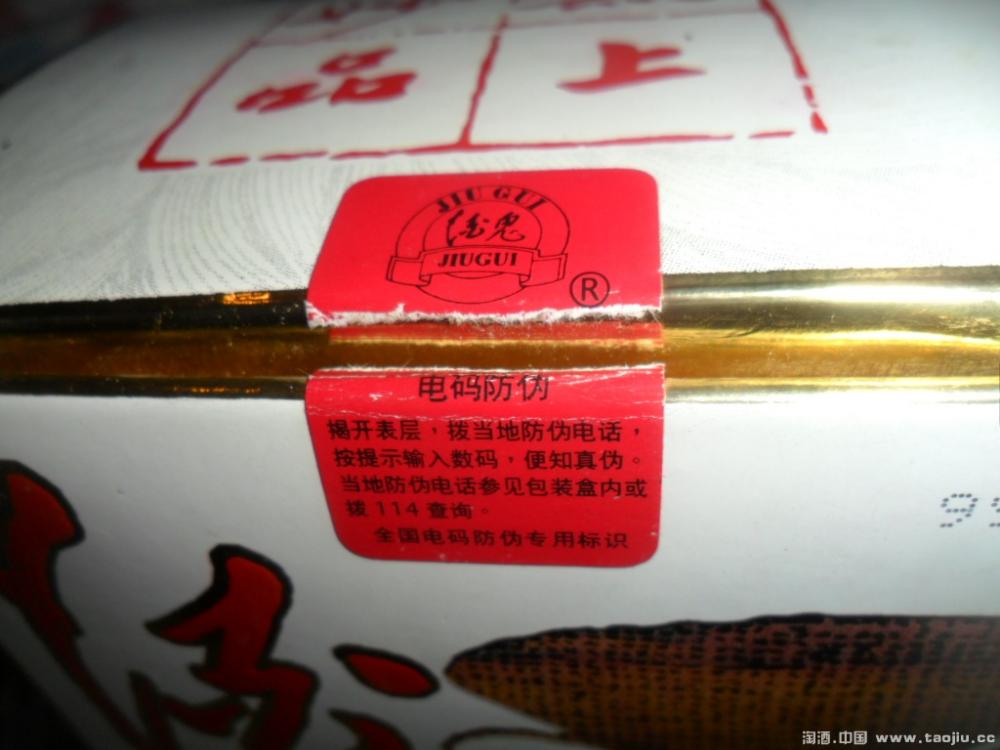 品 上
JIU GUI
酒鬼
JIUGUI
®
电码防伪
揭开表层，拨当地防伪电话，
按提示输入数码，便知真伪。
当地防伪电话参见包装盒内或
拨 114 查询。
全国电码防伪专用标识
淘酒.中国 www.taojiu.cc